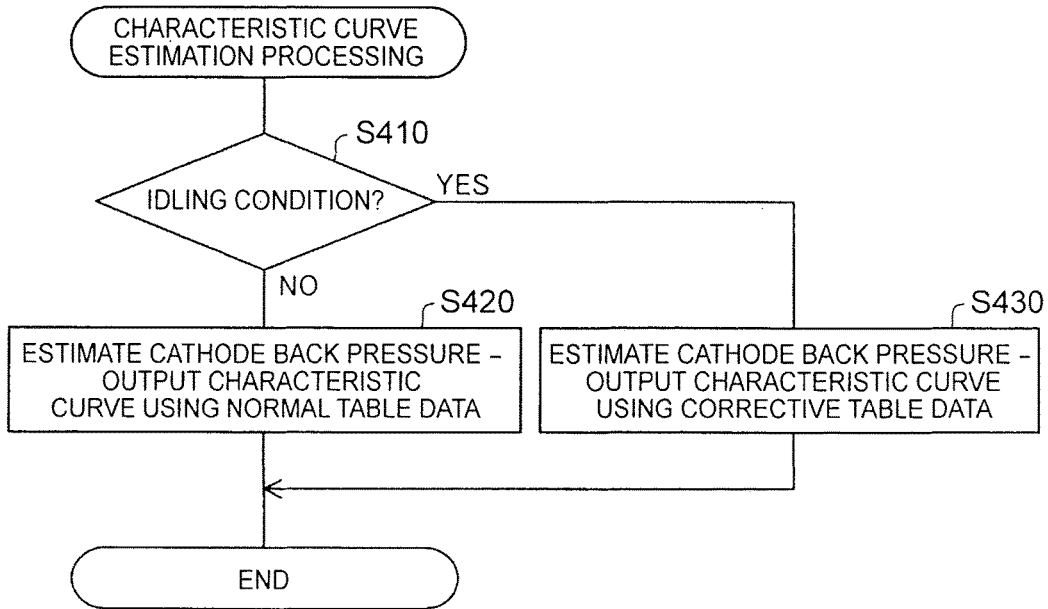 CHARACTERISTIC CURVE
ESTIMATION PROCESSING
S410
IDLING CONDITION?
YES
NO
S420
ESTIMATE CATHODE BACK PRESSURE –
OUTPUT CHARACTERISTIC
CURVE USING NORMAL TABLE DATA
S430
ESTIMATE CATHODE BACK PRESSURE –
OUTPUT CHARACTERISTIC CURVE
USING CORRECTIVE TABLE DATA
END